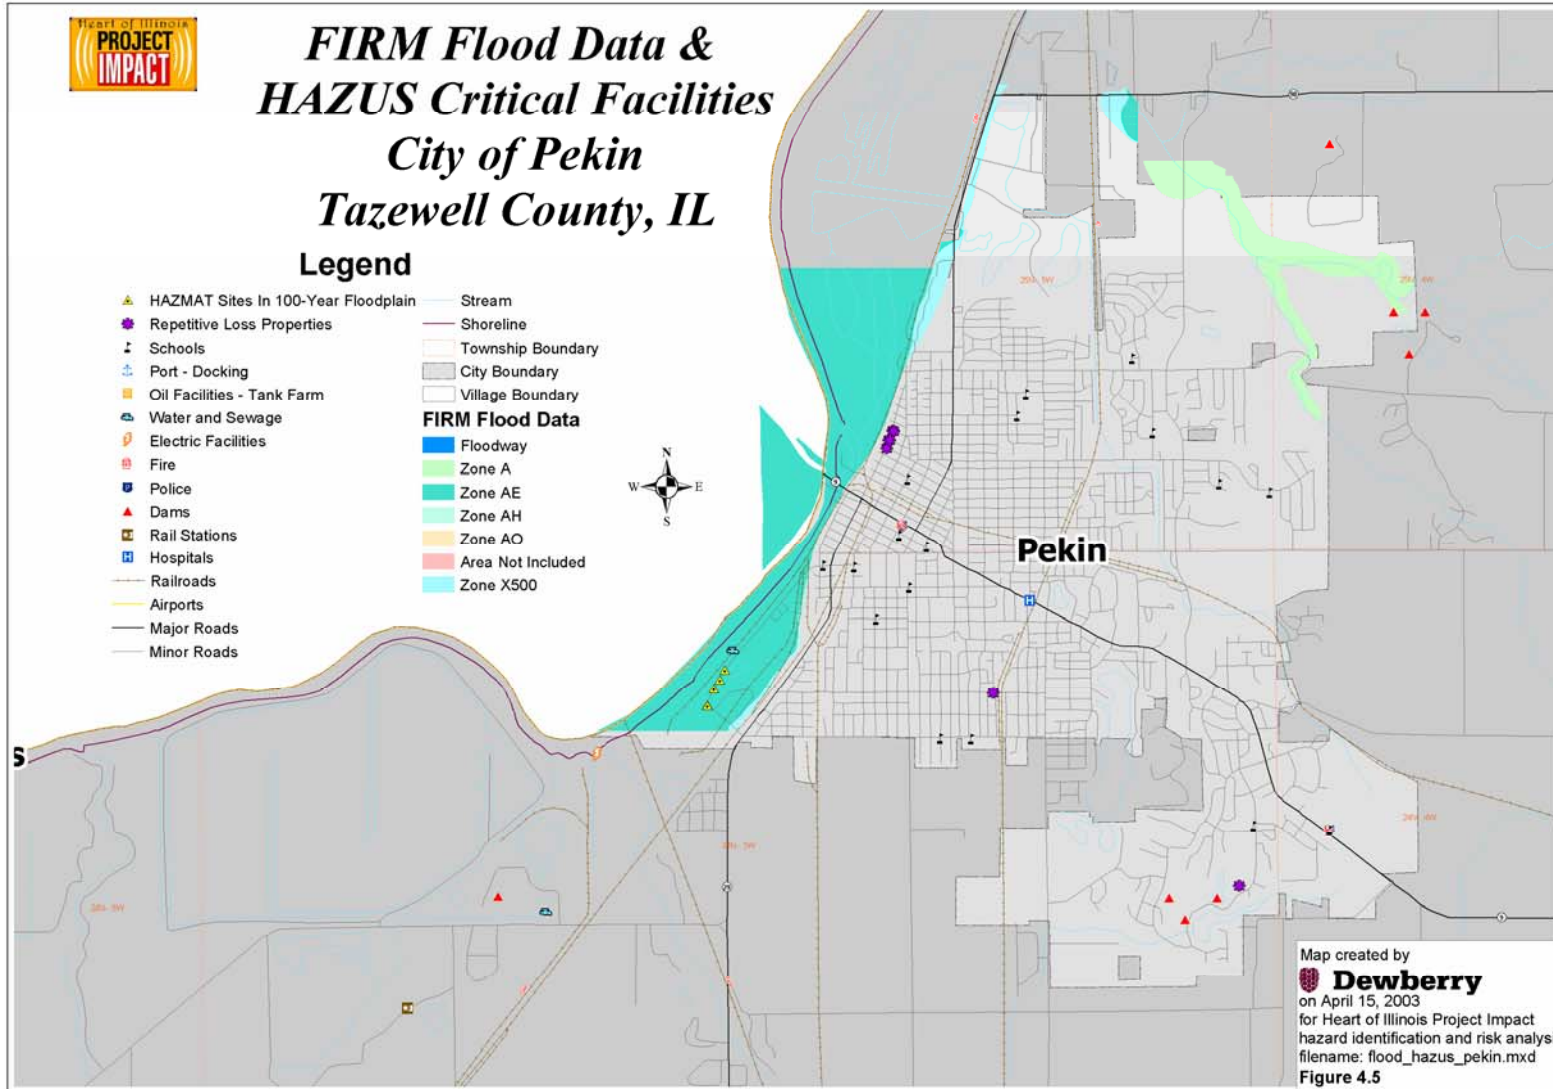 Heart of Illinois
PROJECT
IMPACT
FIRM Flood Data &
HAZUS Critical Facilities
City of Pekin
Tazewell County, IL
Legend
HAZMAT Sites In 100-Year Floodplain
Repetitive Loss Properties
Schools
Port - Docking
Oil Facilities - Tank Farm
Water and Sewage
Electric Facilities
Fire
Police
Dams
Rail Stations
Hospitals
Railroads
Airports
Major Roads
Minor Roads
Stream
Shoreline
Township Boundary
City Boundary
Village Boundary
FIRM Flood Data
Floodway
Zone A
Zone AE
Zone AH
Zone AO
Area Not Included
Zone X500
N
W E
S
9
Pekin
H
s
9
Map created by
Dewberry
on April 15, 2003
for Heart of Illinois Project Impact
hazard identification and risk analysi
filename: flood_hazus_pekin.mxd
Figure 4.5